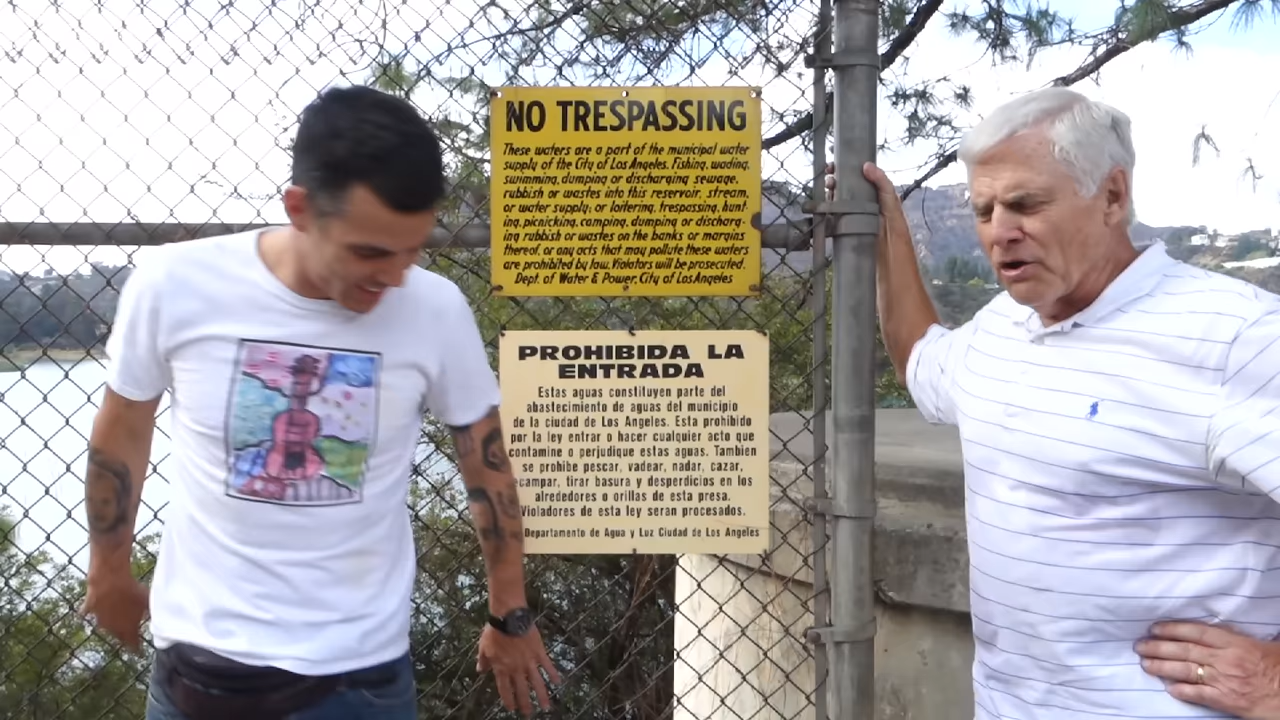 NO TRESPASSING
These waters are a part of the municipal water
supply of the City of Los Angeles. Fishing, wading,
swimming, dumping or discharging sewage,
rubbish or wastes into this reservoir, stream,
or water supply; or loitering, trespassing, hunt-
ing, picnicking, camping, dumping or discharg-
ing rubbish or wastes on the banks or margins
thereof, or any acts that may pollute these waters
are prohibited by law. Violators will be prosecuted.
Dept. of Water & Power, City of Los Angeles
PROHIBIDA LA
ENTRADA
Estas aguas constituyen parte del
abastecimiento de aguas del municipio
de la ciudad de Los Angeles. Esta prohibido
por la ley entrar o hacer cualquier acto que
contamine o perjudique estas aguas. Tambien
se prohibe pescar, vadear, nadar, cazar,
acampar, tirar basura y desperdicios en los
alrededores o orillas de esta presa.
Violadores de esta ley seran procesados.
Departamento de Agua y Luz Ciudad de Los Angeles